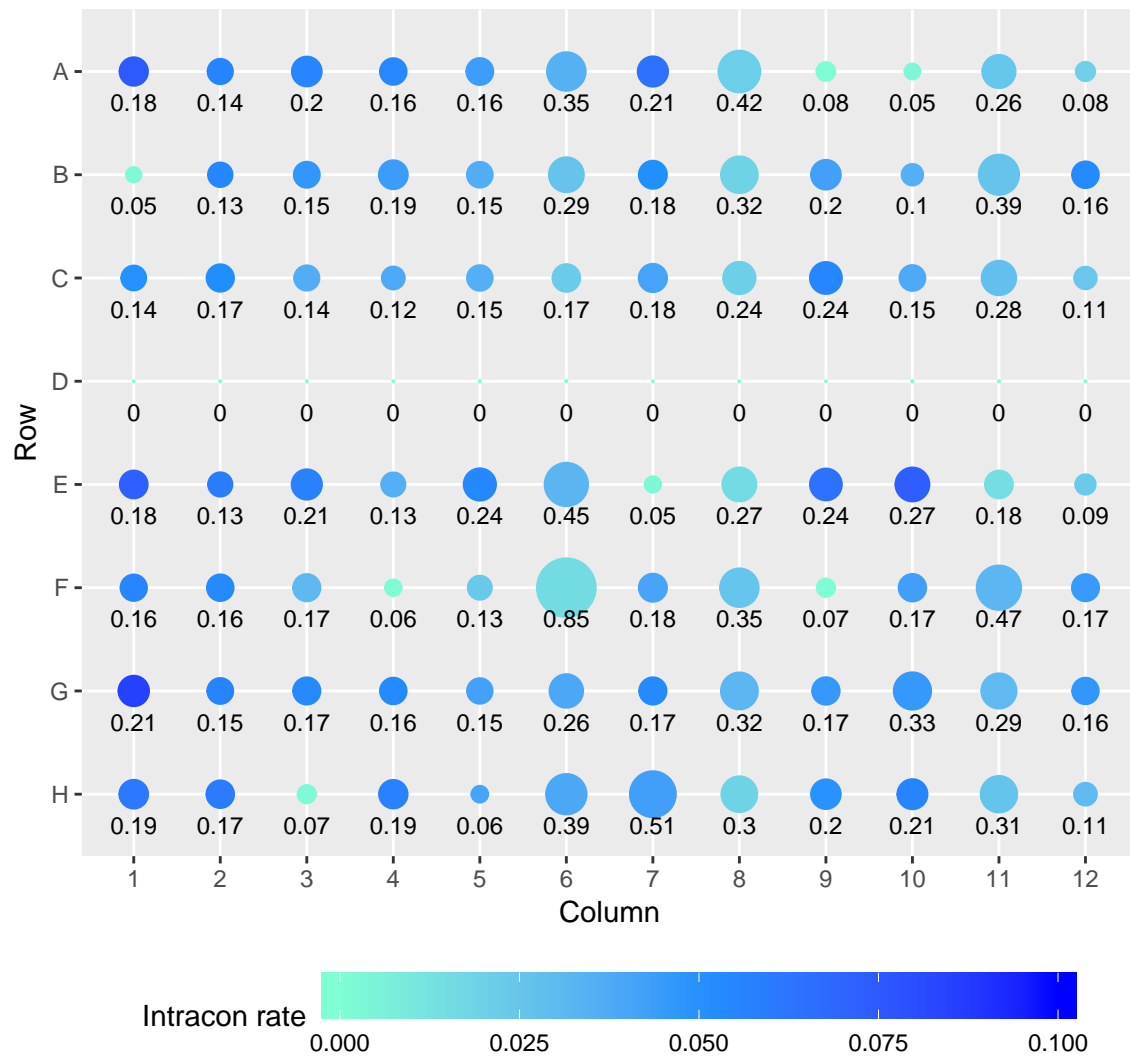 A
0.18 0.14 0.2 0.16 0.16 0.35 0.21 0.42 0.08 0.05 0.26 0.08
B
0.05 0.13 0.15 0.19 0.15 0.29 0.18 0.32 0.2 0.1 0.39 0.16
C
0.14 0.17 0.14 0.12 0.15 0.17 0.18 0.24 0.24 0.15 0.28 0.11
D
0 0 0 0 0 0 0 0 0 0 0 0
Row
E
0.18 0.13 0.21 0.13 0.24 0.45 0.05 0.27 0.24 0.27 0.18 0.09
F
0.16 0.16 0.17 0.06 0.13 0.85 0.18 0.35 0.07 0.17 0.47 0.17
G
0.21 0.15 0.17 0.16 0.15 0.26 0.17 0.32 0.17 0.33 0.29 0.16
H
0.19 0.17 0.07 0.19 0.06 0.39 0.51 0.3 0.2 0.21 0.31 0.11
1 2 3 4 5 6 7 8 9 10 11 12
Column
Intracon rate
0.000 0.025 0.050 0.075 0.100